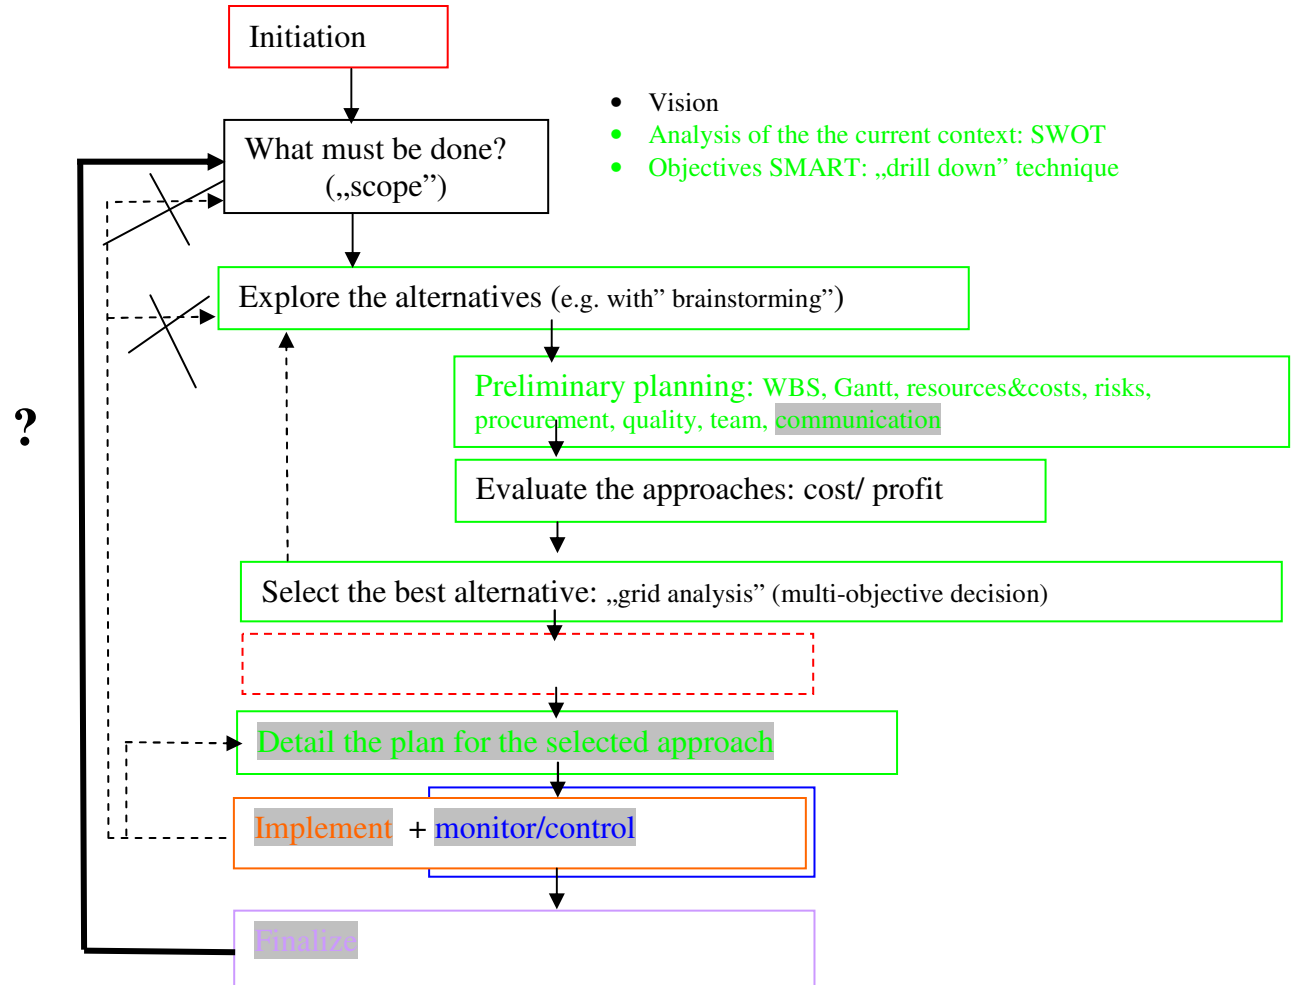 Initiation
What must be done?
(„scope”)
• Vision
• Analysis of the the current context: SWOT
• Objectives SMART: „drill down” technique
Explore the alternatives (e.g. with” brainstorming”)
Preliminary planning: WBS, Gantt, resources&costs, risks,
procurement, quality, team, communication
?
Evaluate the approaches: cost/ profit
Select the best alternative: „grid analysis” (multi-objective decision)
Detail the plan for the selected approach
Implement + monitor/control
Finalize